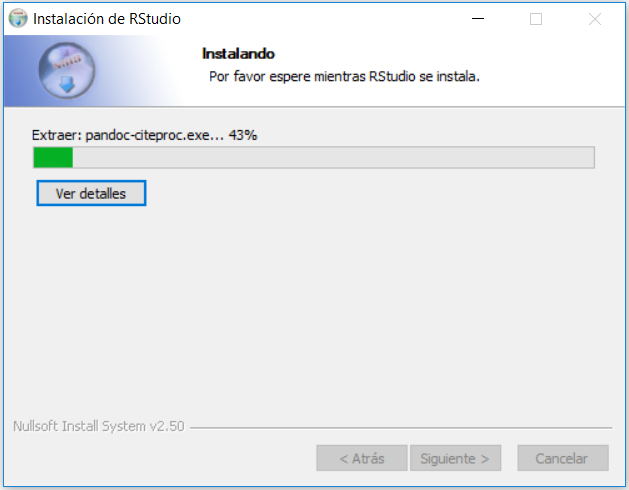 Instalación de RStudio
Instalando
Por favor espere mientras RStudio se instala.
Extraer: pandoc-citeproc.exe... 43%
Ver detalles
Nullsoft Install System v2.50
< Atrás
Siguiente >
Cancelar